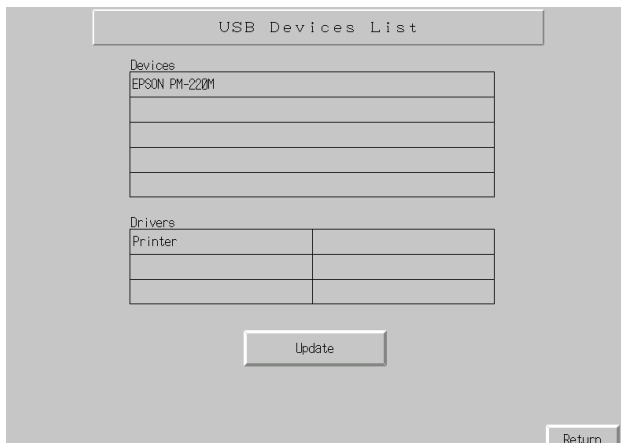 USB Devices List
Devices
EPSON PM-220M
Drivers
Printer
Update
Return